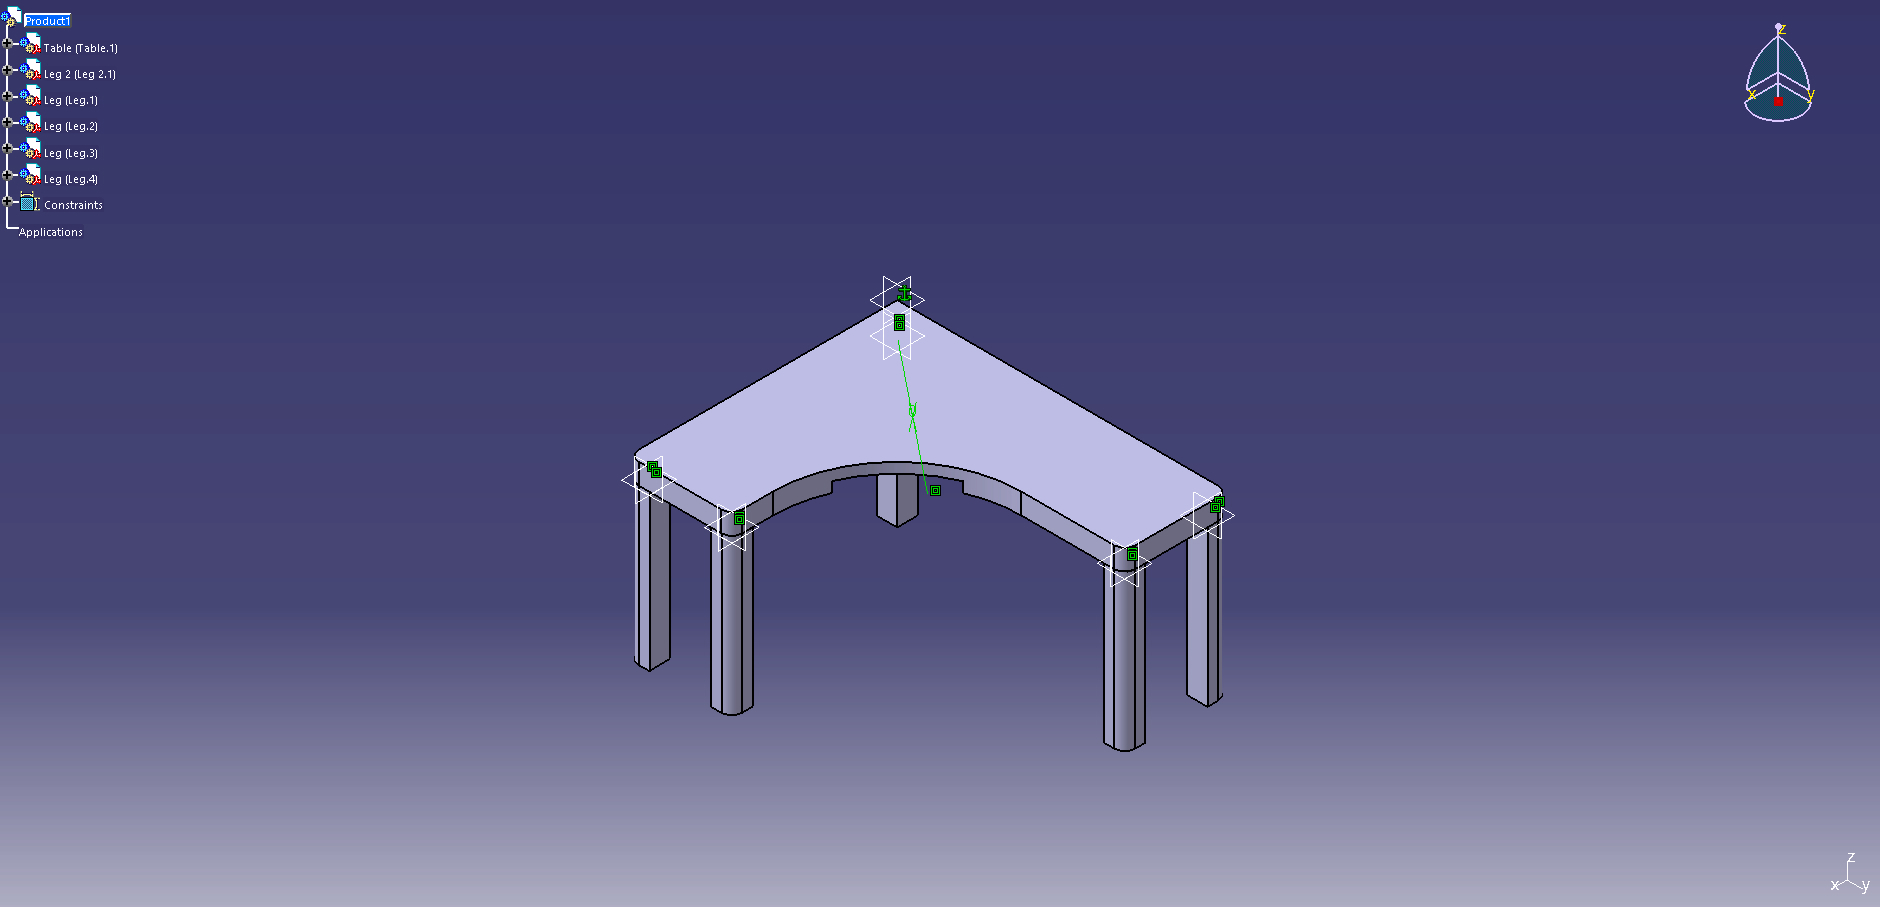 Product1
Table (Table.1)
Leg 2 (Leg 2.1)
Leg (Leg.1)
Leg (Leg.2)
Leg (Leg.3)
Leg (Leg.4)
Constraints
Applications
z
x
y
z
x
y